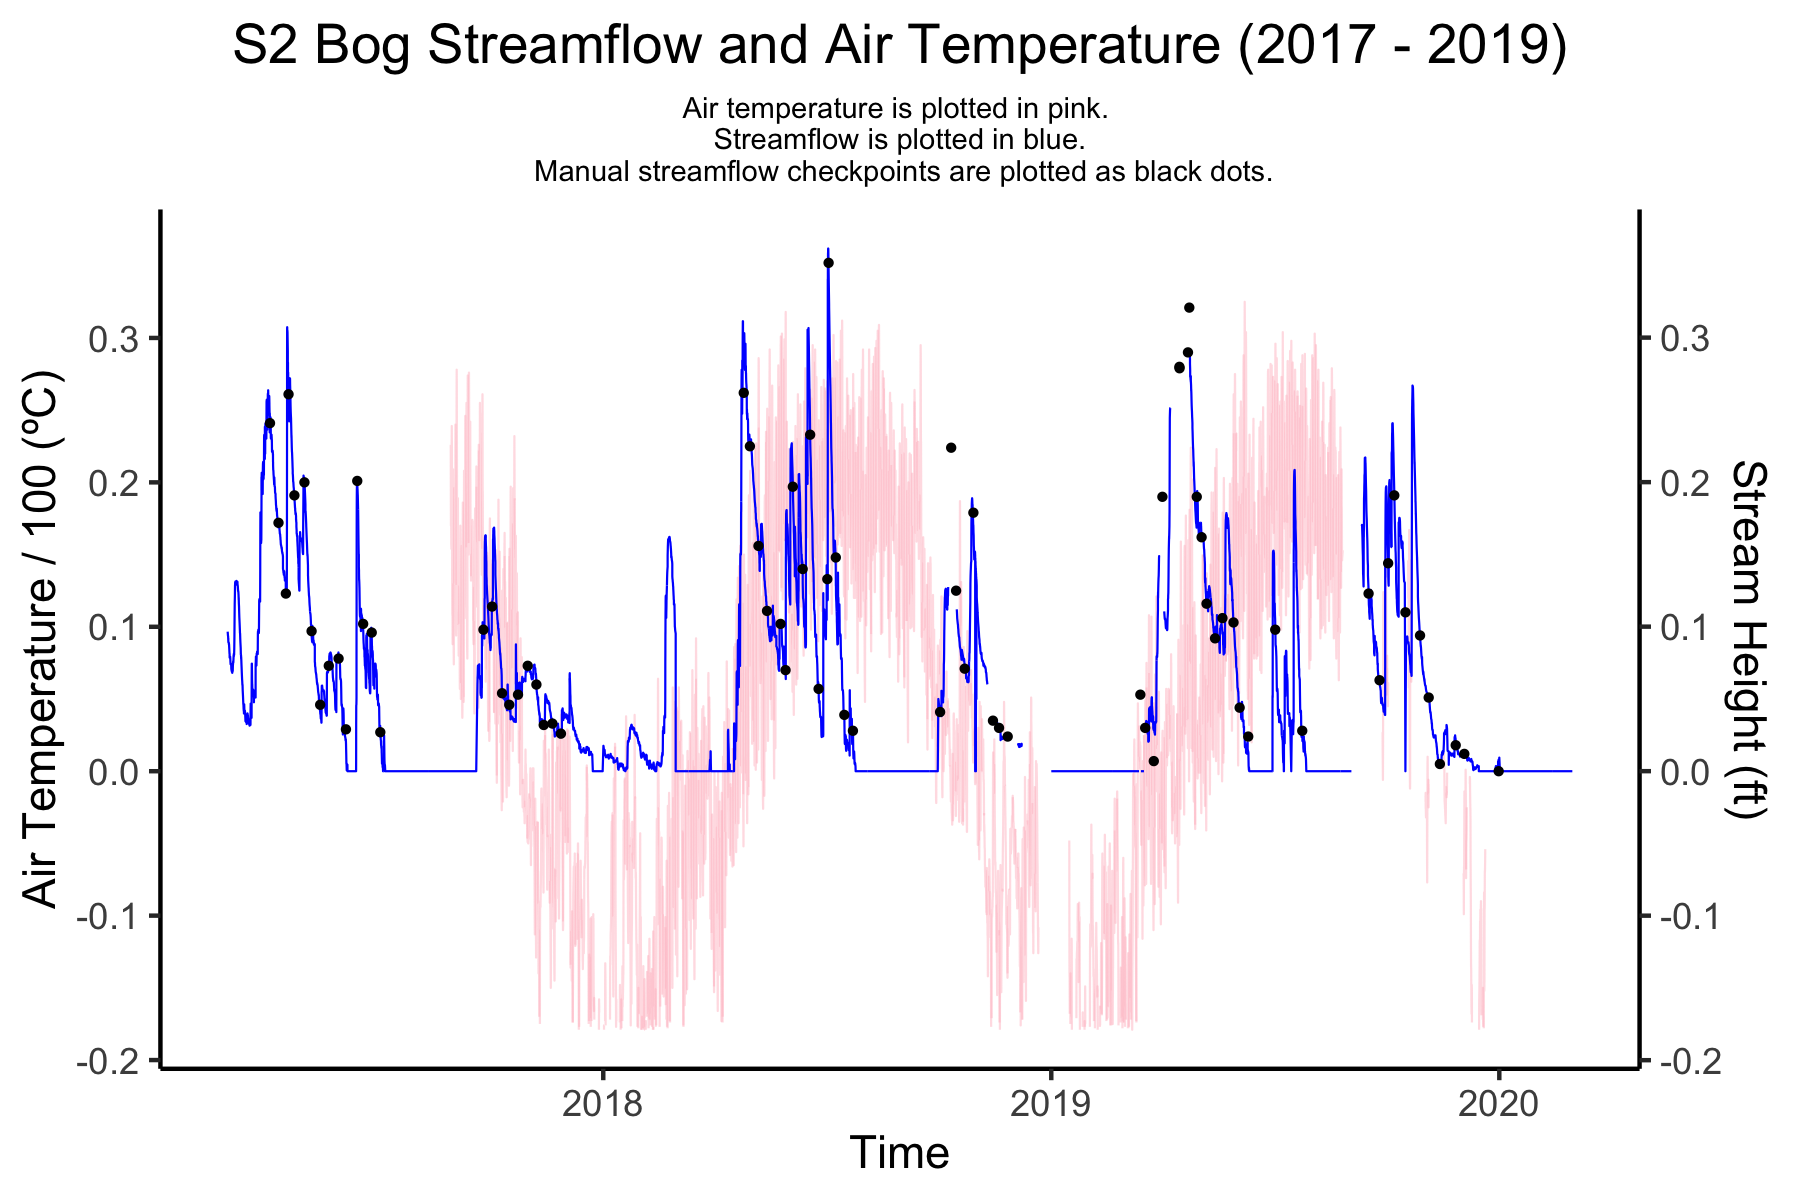 S2 Bog Streamflow and Air Temperature (2017 - 2019)
Air temperature is plotted in pink.
Streamflow is plotted in blue.
Manual streamflow checkpoints are plotted as black dots.
Air Temperature / 100 (ºC)
0.3
0.2
0.1
0.0
-0.1
-0.2
0.3
0.2
0.1
0.0
-0.1
-0.2
Stream Height (ft)
2018
2019
2020
Time